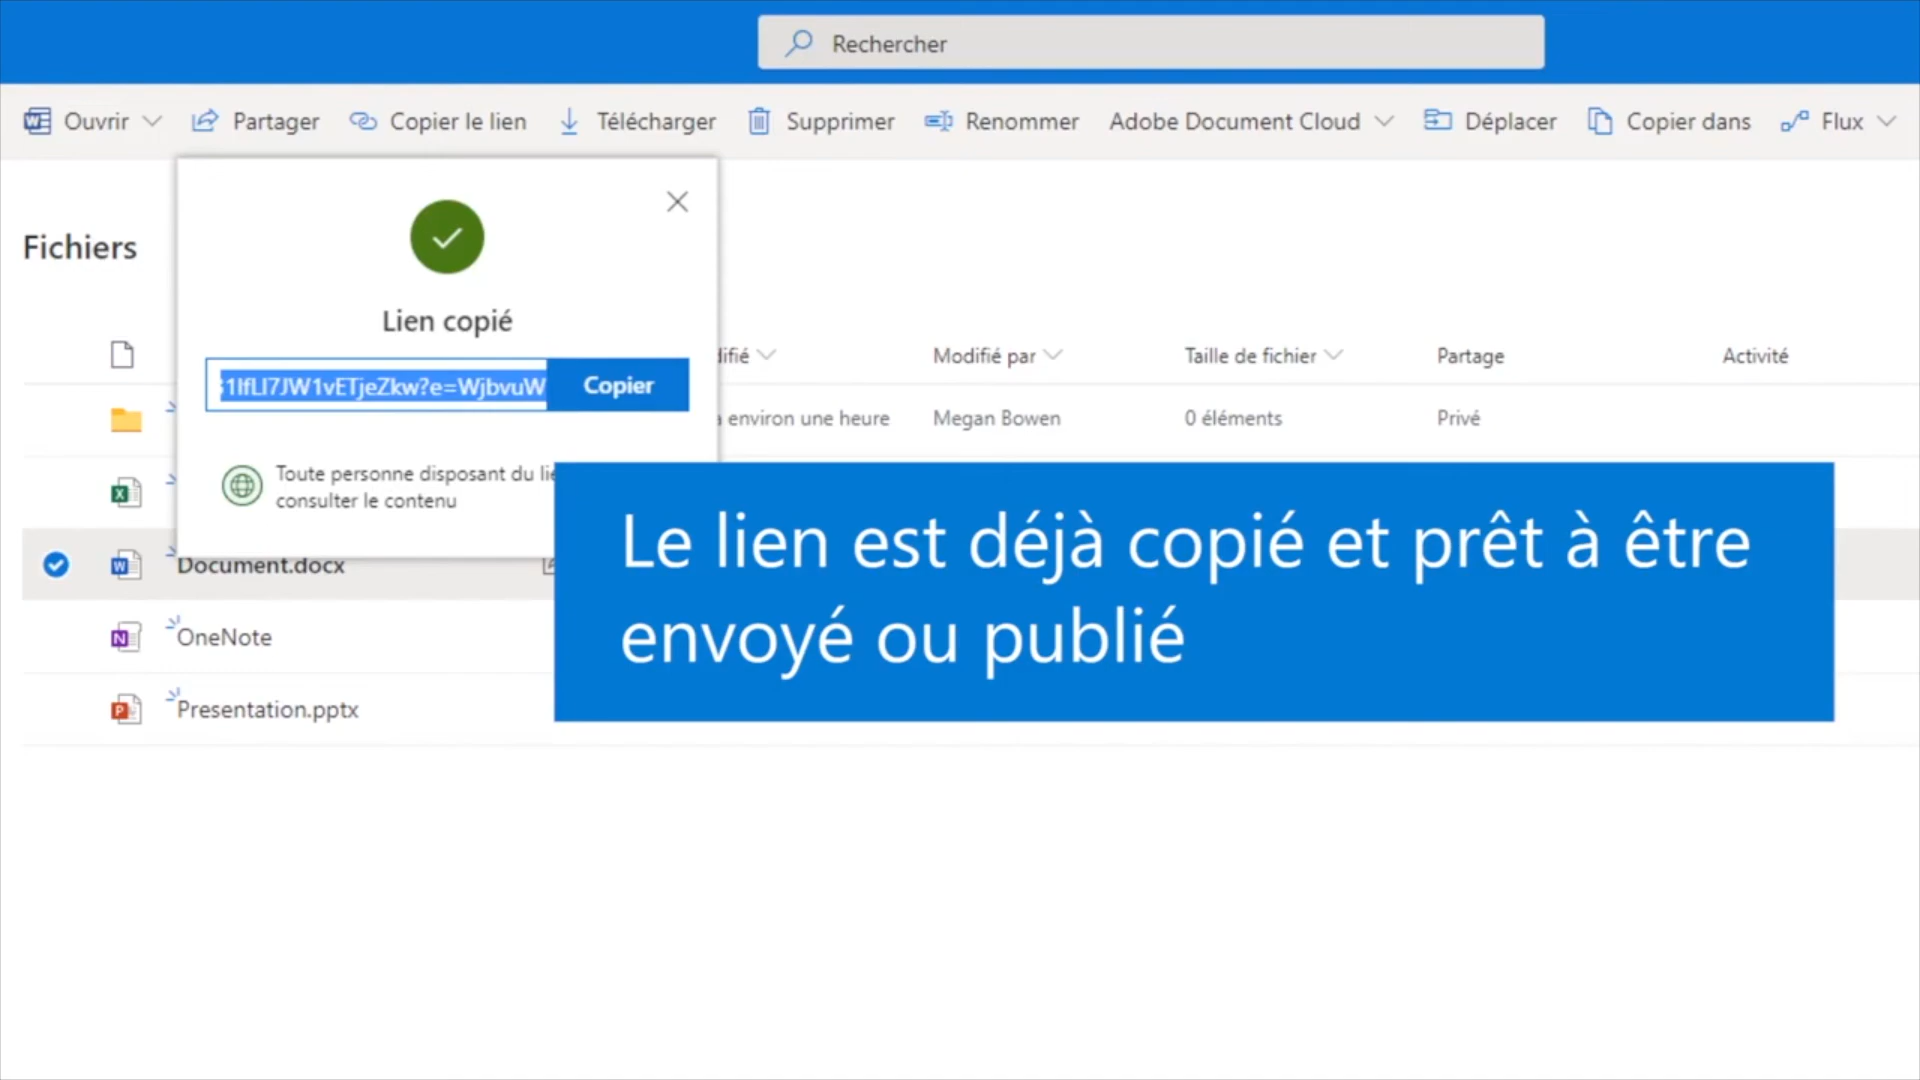 Rechercher
Ouvrir Partager Copier le lien Télécharger Supprimer Renommer Adobe Document Cloud Déplacer Copier dans Flux
Fichiers
Lien copié
Modifié par Taille de fichier Partage Activité
1lfLl7JW1vETjeZkw?e=WjbvuW Copier
environ une heure Megan Bowen 0 éléments Privé
Toute personne disposant du
consulter le contenu
Le lien est déjà copié et prêt à être
envoyé ou publié
Document.docx
OneNote
Presentation.pptx